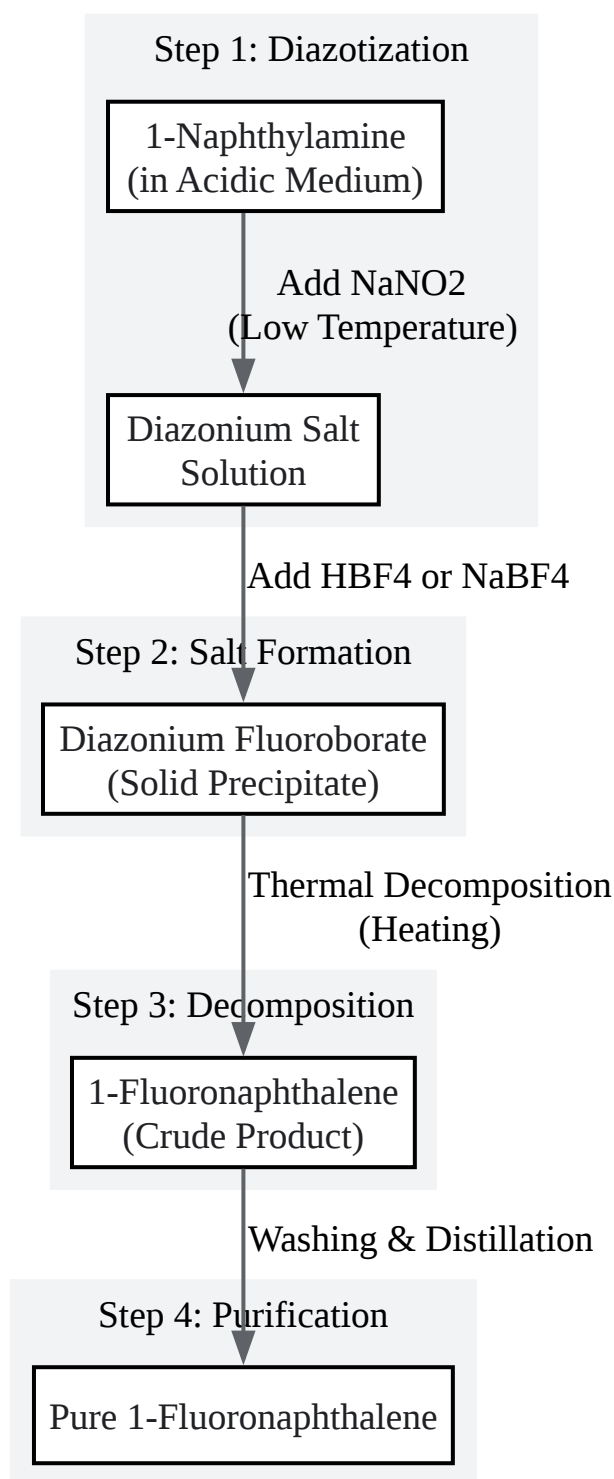 Step 1: Diazotization
1-Naphthylamine
(in Acidic Medium)
Add NaNO2
(Low Temperature)
Diazonium Salt
Solution
Add HBF4 or NaBF4
Step 2: Salt Formation
Diazonium Fluoroborate
(Solid Precipitate)
Thermal Decomposition
(Heating)
Step 3: Decomposition
1-Fluoronaphthalene
(Crude Product)
Washing & Distillation
Step 4: Purification
Pure 1-Fluoronaphthalene